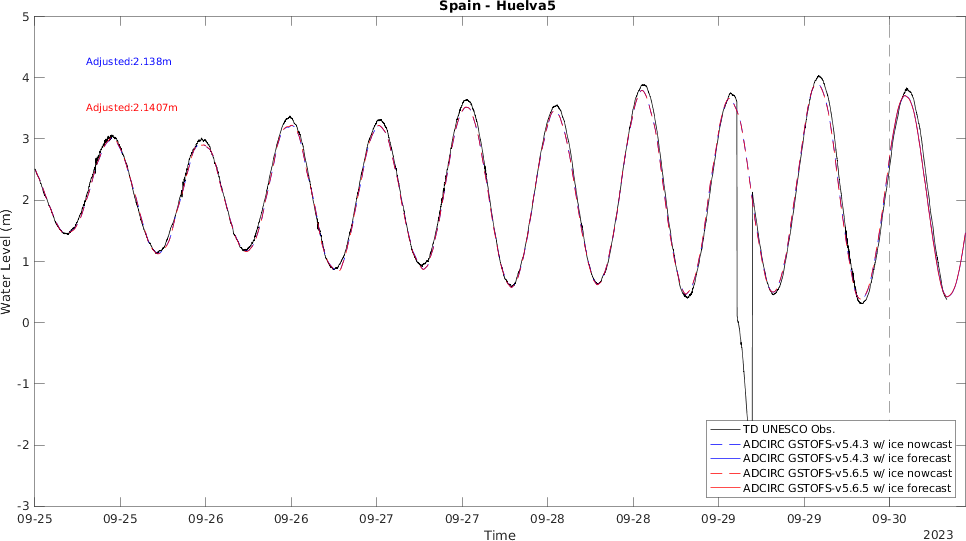 Spain - Huelva5
Adjusted:2.138m
Adjusted:2.1407m
5
4
3
2
1
0
-1
-2
-3
Water Level (m)
TD UNESCO Obs.
ADCIRC GSTOFS-v5.4.3 w/ ice nowcast
ADCIRC GSTOFS-v5.4.3 w/ ice forecast
ADCIRC GSTOFS-v5.6.5 w/ ice nowcast
ADCIRC GSTOFS-v5.6.5 w/ ice forecast
09-25 09-25 09-26 09-26 09-27 09-27 09-28 09-28 09-29 09-29 09-30
Time
2023